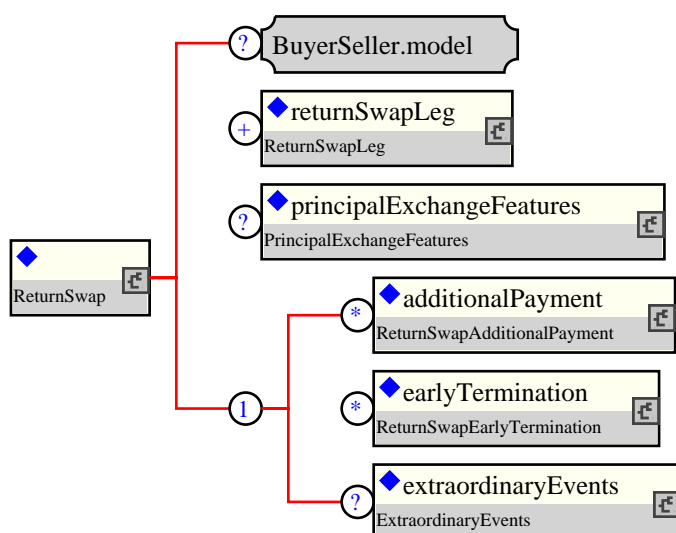 ?
BuyerSeller.model
+
returnSwapLeg
ReturnSwapLeg
?
principalExchangeFeatures
PrincipalExchangeFeatures
ReturnSwap
*
additionalPayment
ReturnSwapAdditionalPayment
1
*
earlyTermination
ReturnSwapEarlyTermination
?
extraordinaryEvents
ExtraordinaryEvents